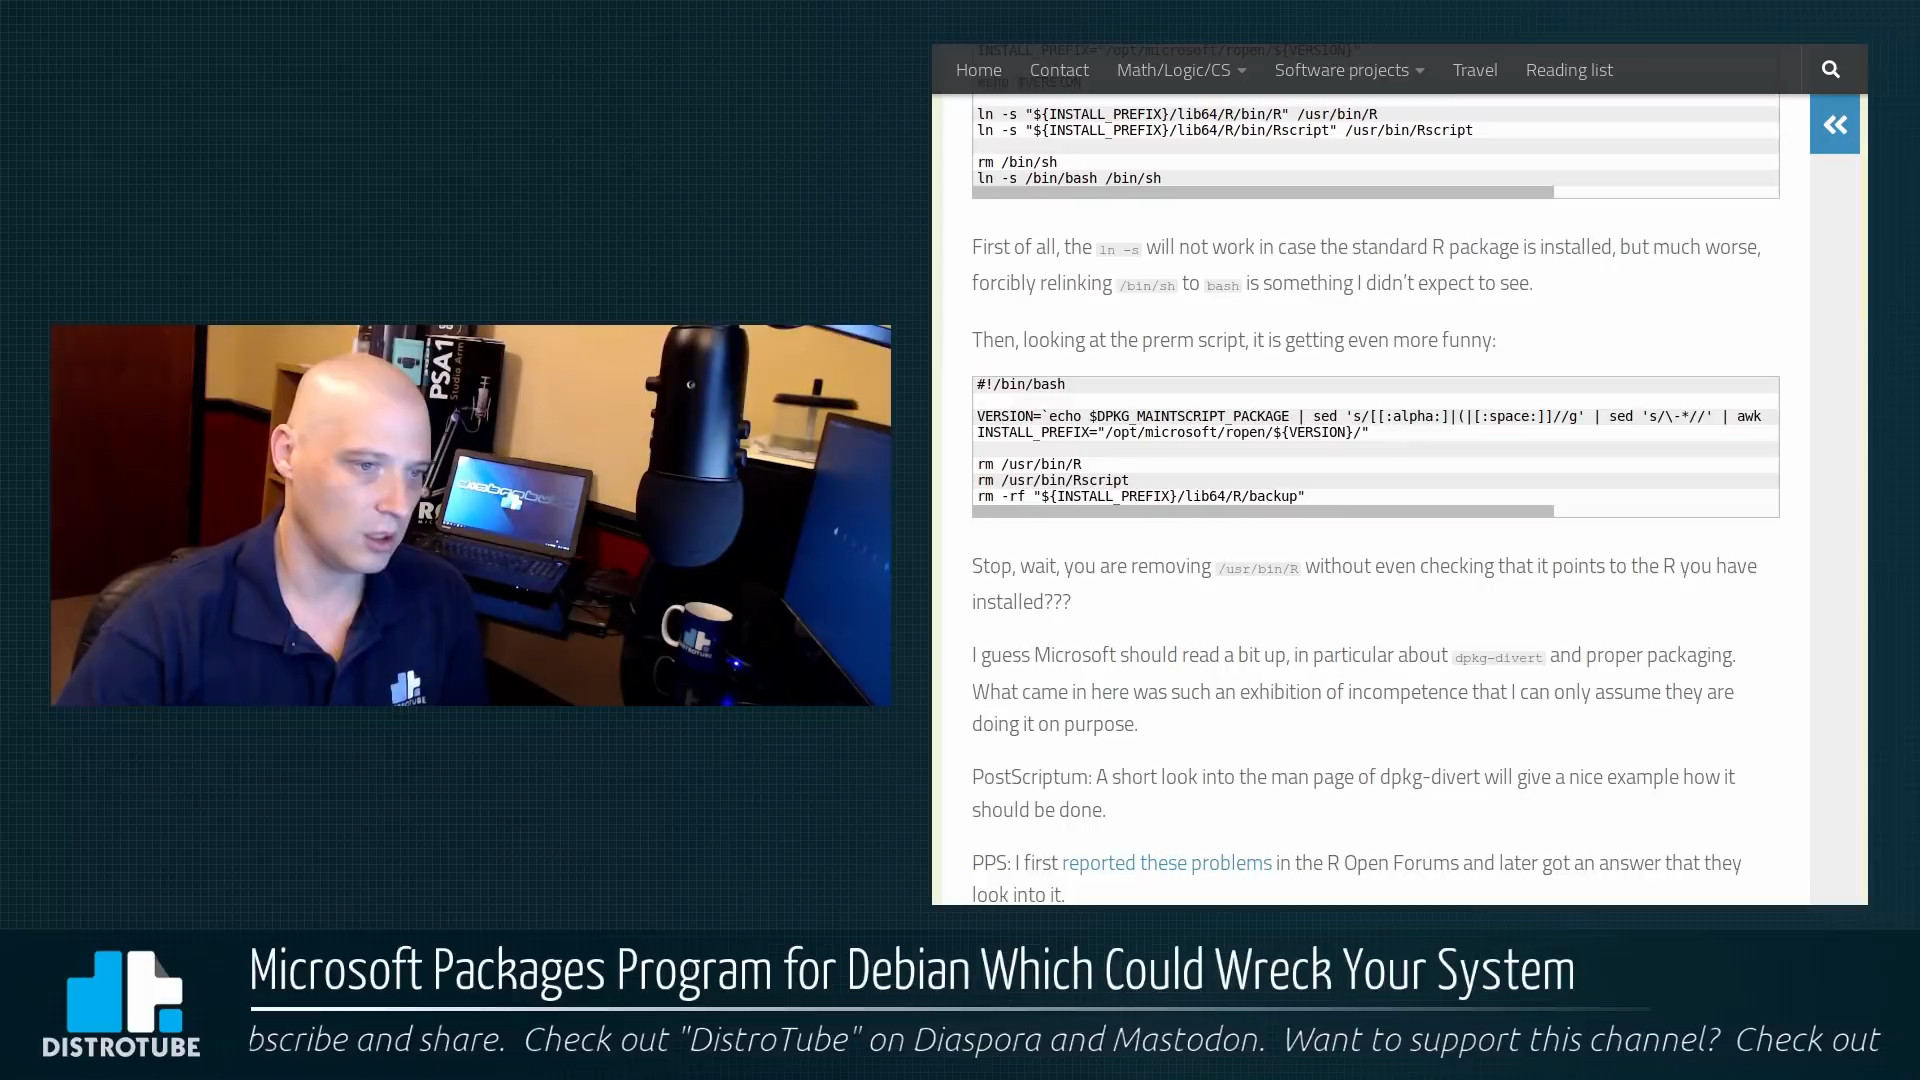 INSTALL_PREFIX="/opt/microsoft/ropen/${VERSION}"
Home Contact Math/Logic/CS Software projects Travel Reading list
ln -s "${INSTALL_PREFIX}/lib64/R/bin/R" /usr/bin/R
ln -s "${INSTALL_PREFIX}/lib64/R/bin/Rscript" /usr/bin/Rscript
rm /bin/sh
ln -s /bin/bash /bin/sh
First of all, the ln -s will not work in case the standard R package is installed, but much worse,
forcibly relinking /bin/sh to bash is something I didn't expect to see.
Then, looking at the prerm script, it is getting even more funny:
#!/bin/bash
VERSION=`echo $DPKG_MAINTSCRIPT_PACKAGE | sed 's/[[:alpha:]|(|[:space:]]//g' | sed 's/\-*//' | awk
INSTALL_PREFIX="/opt/microsoft/ropen/${VERSION}/"
rm /usr/bin/R
rm /usr/bin/Rscript
rm -rf "${INSTALL_PREFIX}/lib64/R/backup"
Stop, wait, you are removing /usr/bin/R without even checking that it points to the R you have
installed???
I guess Microsoft should read a bit up, in particular about dpkg-divert and proper packaging.
What came in here was such an exhibition of incompetence that I can only assume they are
doing it on purpose.
PostScriptum: A short look into the man page of dpkg-divert will give a nice example how it
should be done.
PPS: I first reported these problems in the R Open Forums and later got an answer that they
look into it.
PSA1
Studio Arm
DISTROTUBE
Microsoft Packages Program for Debian Which Could Wreck Your System
bscribe and share. Check out "DistroTube" on Diaspora and Mastodon. Want to support this channel? Check out
DISTROTUBE